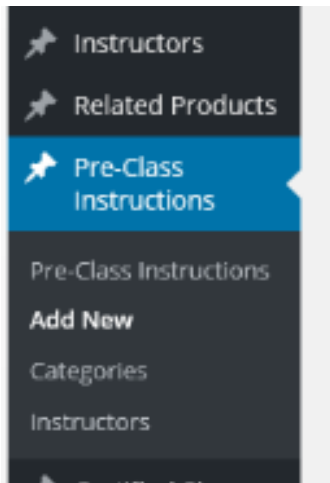 Instructors
Related Products
Pre-Class
Instructions
Pre-Class Instructions
Add New
Categories
Instructors